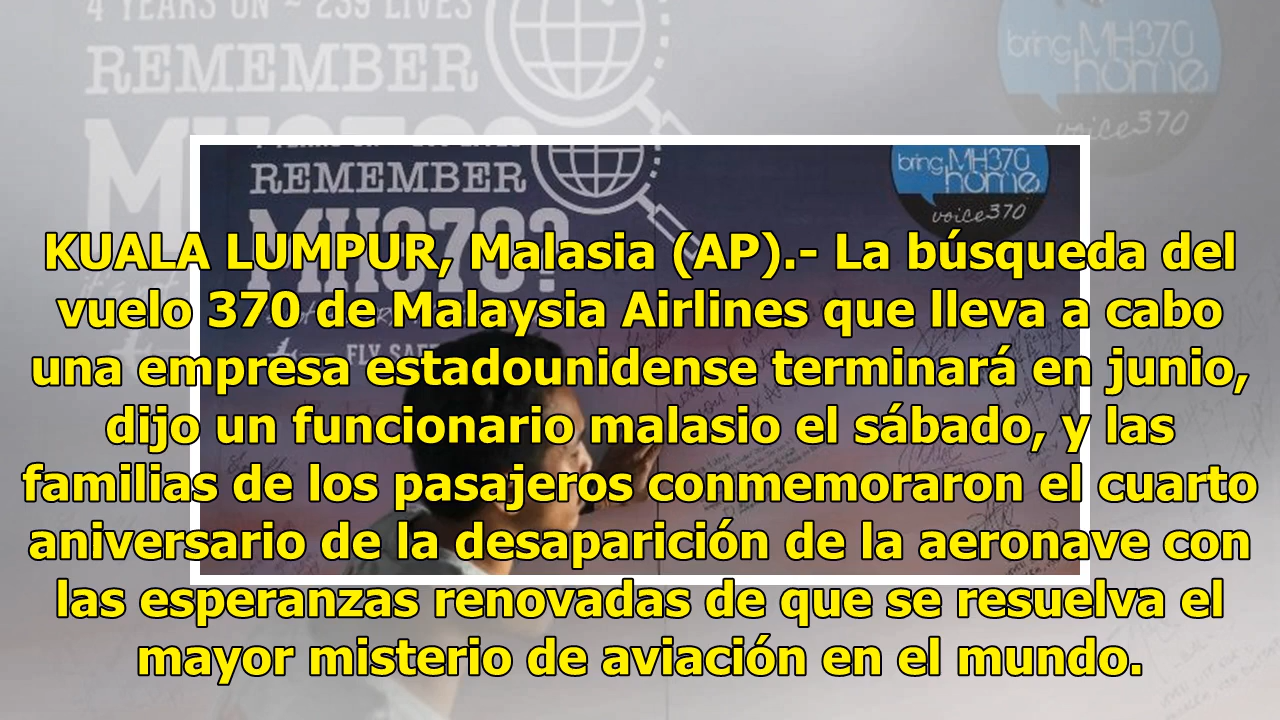 4 YEARS ON ~ 239 LIVES
REMEMBER
bring MH370
home
voice370
REMEMBER
MH370?
bring MH370
home
voice370
FLY SAFE
KUALA LUMPUR, Malasia (AP).- La búsqueda del
vuelo 370 de Malaysia Airlines que lleva a cabo
una empresa estadounidense terminará en junio,
dijo un funcionario malasio el sábado, y las
familias de los pasajeros conmemoraron el cuarto
aniversario de la desaparición de la aeronave con
las esperanzas renovadas de que se resuelva el
mayor misterio de aviación en el mundo.